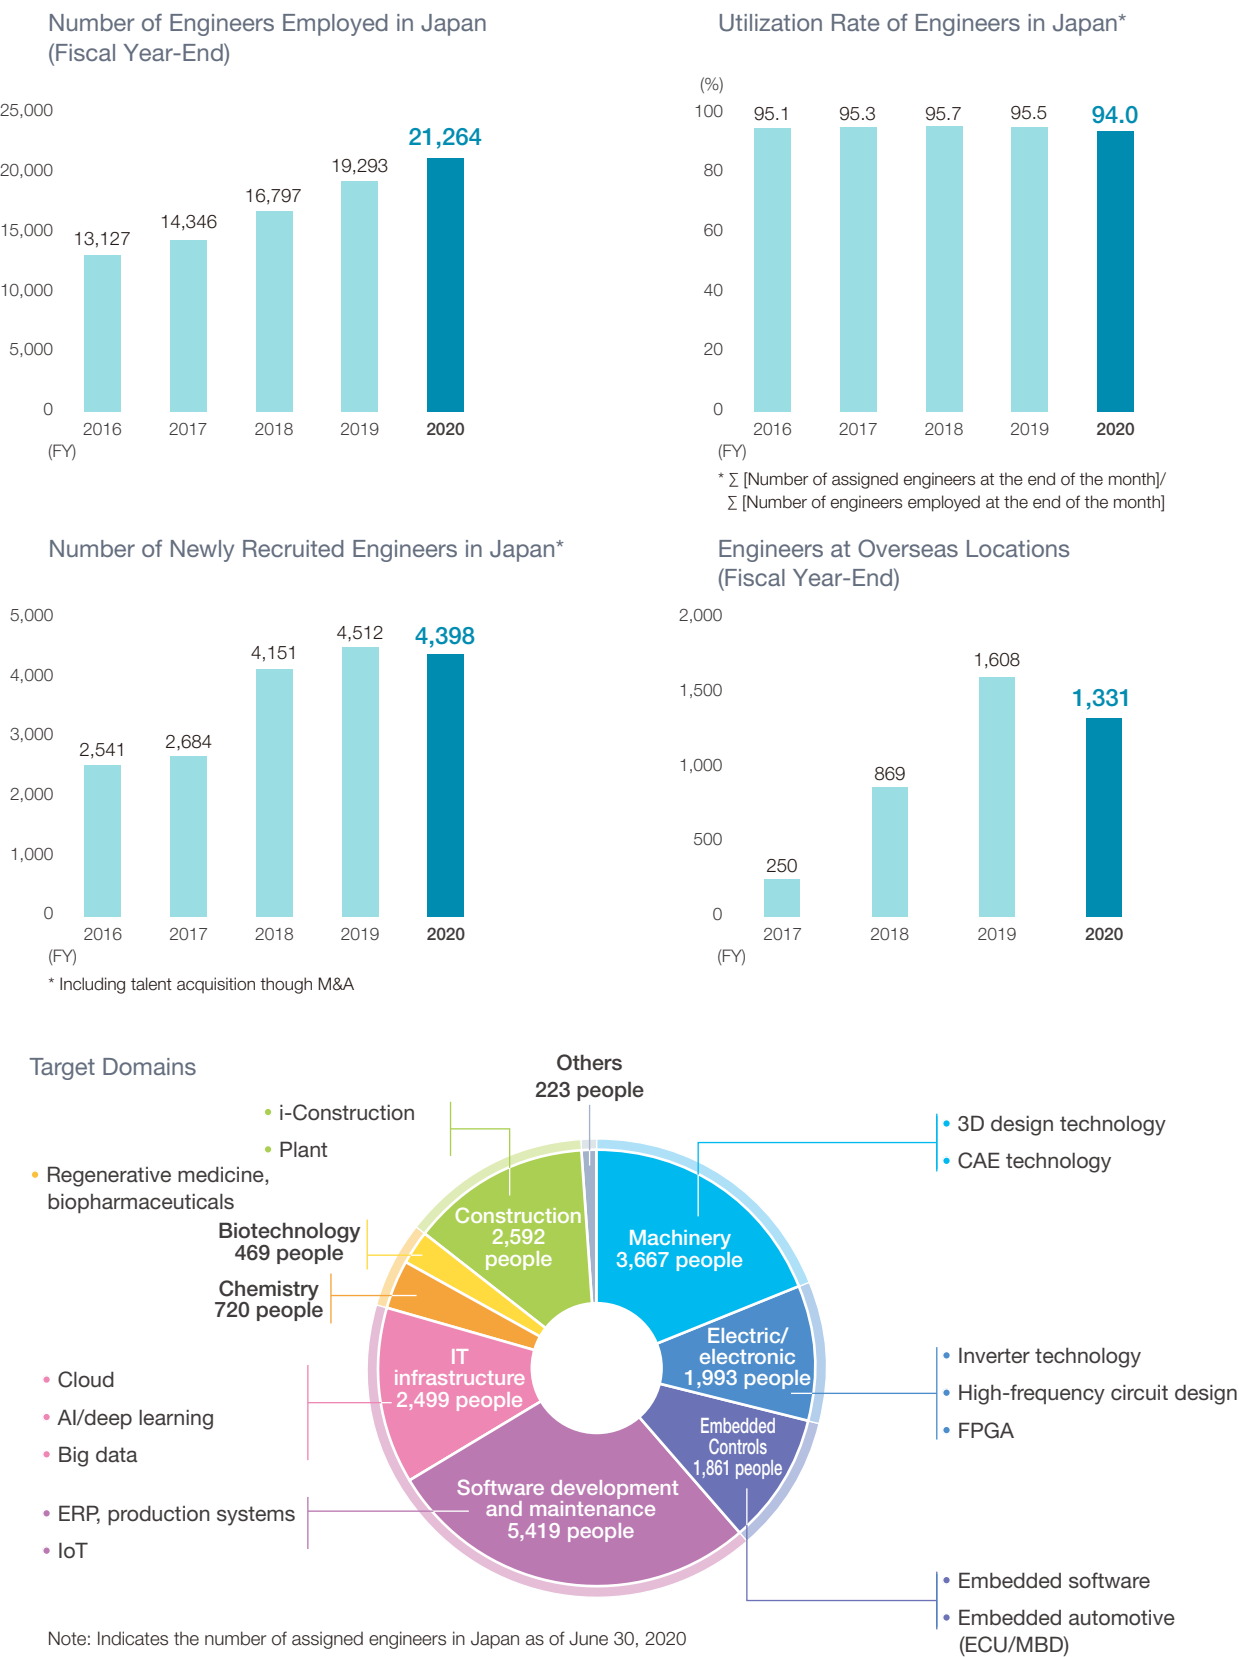 Number of Engineers Employed in Japan
(Fiscal Year-End)
25,000
20,000
15,000
10,000
5,000
0
13,127
14,346
16,797
19,293
21,264
2016
2017
2018
2019
2020
(FY)
Utilization Rate of Engineers in Japan*
(%)
100
80
60
40
20
0
95.1
95.3
95.7
95.5
94.0
2016
2017
2018
2019
2020
(FY)
* ∑ [Number of assigned engineers at the end of the month]/
∑ [Number of engineers employed at the end of the month]
Number of Newly Recruited Engineers in Japan*
5,000
4,000
3,000
2,000
1,000
0
2,541
2,684
4,151
4,512
4,398
2016
2017
2018
2019
2020
(FY)
* Including talent acquisition though M&A
Engineers at Overseas Locations
(Fiscal Year-End)
2,000
1,500
1,000
500
0
250
869
1,608
1,331
2017
2018
2019
2020
(FY)
Target Domains
Others
223 people
• i-Construction
• Plant
• Regenerative medicine,
biopharmaceuticals
Biotechnology
469 people
Chemistry
720 people
Construction
2,592
people
Machinery
3,667 people
• 3D design technology
• CAE technology
Electric/
electronic
1,993 people
• Inverter technology
• High-frequency circuit design
• FPGA
IT
infrastructure
2,499 people
• Cloud
• AI/deep learning
• Big data
Embedded
Controls
1,861 people
Software development
and maintenance
5,419 people
• ERP, production systems
• IoT
• Embedded software
• Embedded automotive
(ECU/MBD)
Note: Indicates the number of assigned engineers in Japan as of June 30, 2020